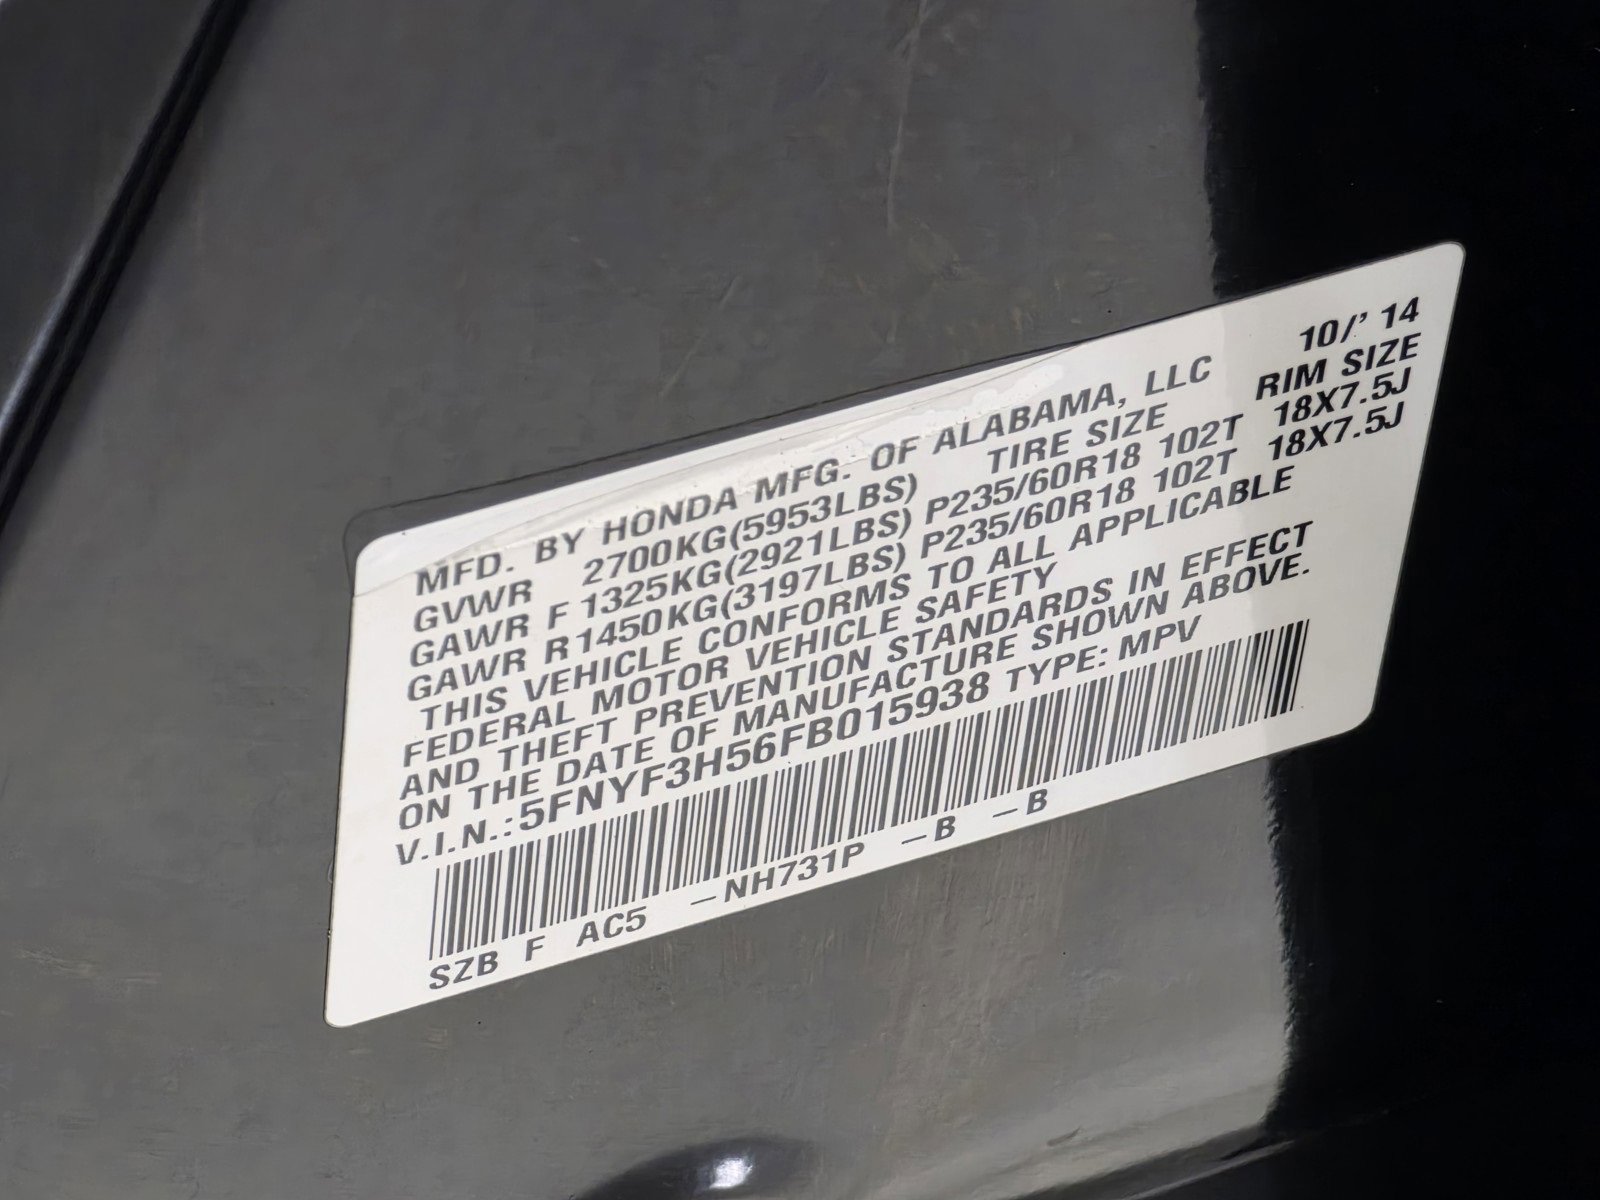 MFD. BY HONDA MFG. OF ALABAMA, LLC 10/' 14
GVWR 2700KG(5953LBS) TIRE SIZE RIM SIZE
GAWR F 1325KG(2921LBS) P235/60R18 102T 18X7.5J
GAWR R1450KG(3197LBS) P235/60R18 102T 18X7.5J
THIS VEHICLE CONFORMS TO ALL APPLICABLE
FEDERAL MOTOR VEHICLE SAFETY
AND THEFT PREVENTION STANDARDS IN EFFECT
ON THE DATE OF MANUFACTURE SHOWN ABOVE.
V.I.N.:5FNYF3H56FB015938 TYPE: MPV
SZB F AC5 -NH731P -B -B